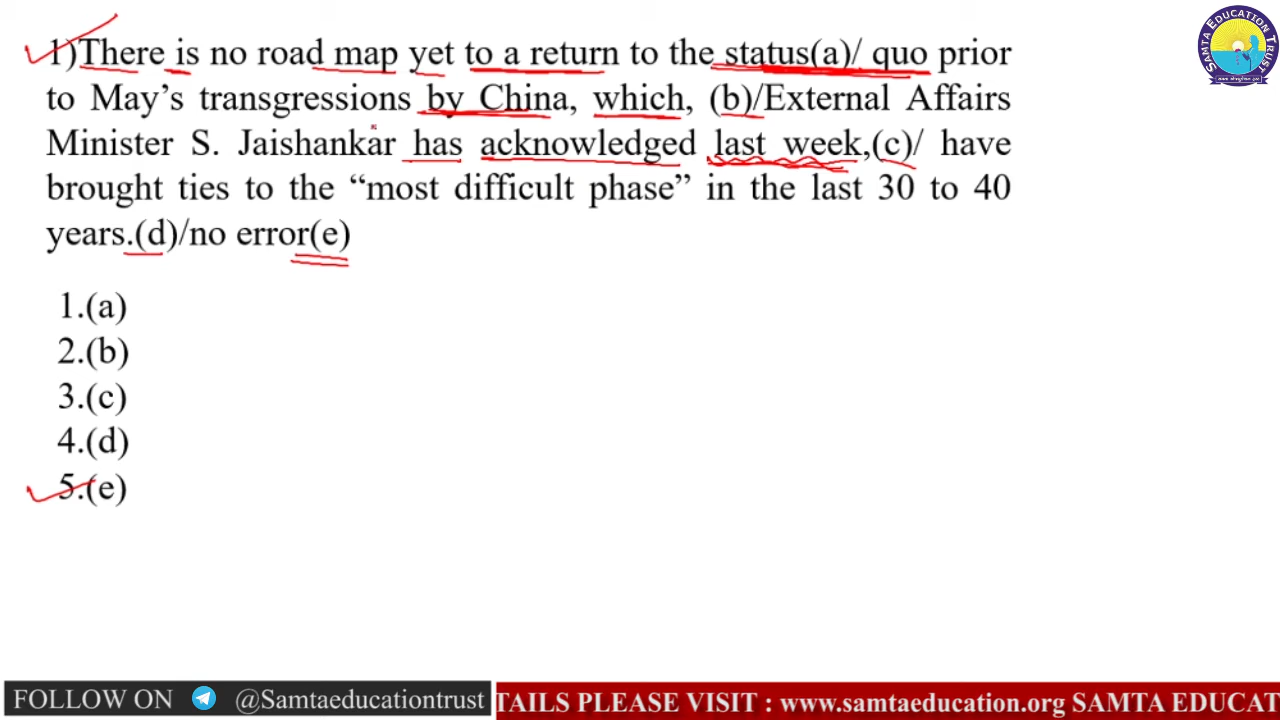 1)There is no road map yet to a return to the status(a)/ quo prior
to May’s transgressions by China, which, (b)/External Affairs
Minister S. Jaishankar has acknowledged last week,(c)/ have
brought ties to the “most difficult phase” in the last 30 to 40
years.(d)/no error(e)
1.(a)
2.(b)
3.(c)
4.(d)
5.(e)
SAMTA EDUCATION TRUST
FOLLOW ON @Samtaeducationtrust
TAILS PLEASE VISIT : www.samtaeducation.org SAMTA EDUCAT